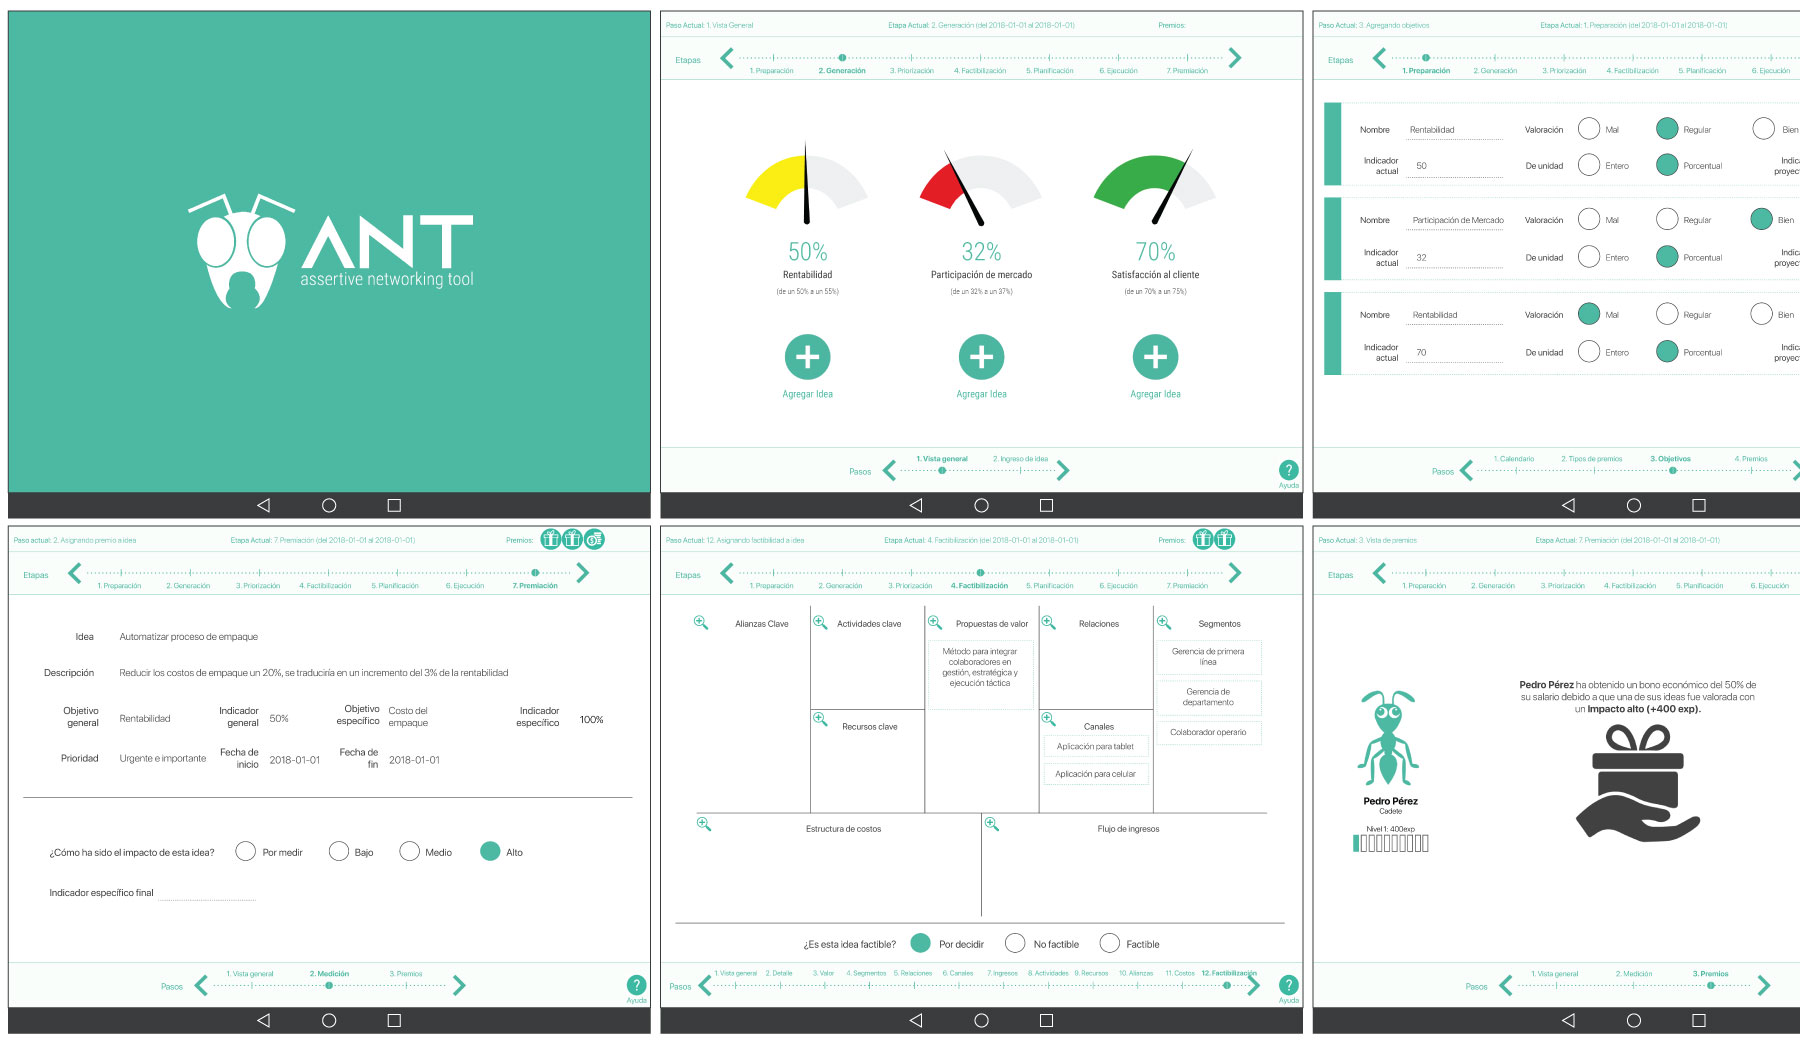 ANT
assertive networking tool
Paso Actual: 1. Vista General
Etapa Actual: 2. Generación (del 2018-01-01 al 2018-01-01)
Premios:
Etapas
1. Preparación
2. Generación
3. Priorización
4. Factibilización
5. Planificación
6. Ejecución
7. Premiación
50%
Rentabilidad
(de un 50% a un 55%)
Agregar Idea
32%
Participación de mercado
(de un 32% a un 37%)
Agregar Idea
70%
Satisfacción al cliente
(de un 70% a un 75%)
Agregar Idea
Pasos
1. Vista general
2. Ingreso de idea
?
Ayuda
Paso Actual: 3. Agregando objetivos
Etapa Actual: 1. Preparación (del 2018-01-01 al 2018-01-01)
Etapas
1. Preparación
2. Generación
3. Priorización
4. Factibilización
5. Planificación
6. Ejecución
Nombre
Rentabilidad
Valoración
Mal
Regular
Bien
Indicador
actual
50
De unidad
Entero
Porcentual
Indica
proyec
Nombre
Participación de Mercado
Valoración
Mal
Regular
Bien
Indicador
actual
32
De unidad
Entero
Porcentual
Indica
proyec
Nombre
Rentabilidad
Valoración
Mal
Regular
Bien
Indicador
actual
70
De unidad
Entero
Porcentual
Indica
proyec
Pasos
1. Calendario
2. Tipos de premios
3. Objetivos
4. Premios
Paso actual: 2. Asignando premio a idea
Etapa Actual: 7. Premiación (del 2018-01-01 al 2018-01-01)
Premios:
Etapas
1. Preparación
2. Generación
3. Priorización
4. Factibilización
5. Planificación
6. Ejecución
7. Premiación
Idea
Automatizar proceso de empaque
Descripción
Reducir los costos de empaque un 20%, se traduciría en un incremento del 3% de la rentabilidad
Objetivo
general
Rentabilidad
Indicador
general
50%
Objetivo
específico
Costo del
empaque
Indicador
específico
100%
Prioridad
Urgente e importante
Fecha de
inicio
2018-01-01
Fecha de
fin
2018-01-01
¿Cómo ha sido el impacto de esta idea?
Por medir
Bajo
Medio
Alto
Indicador específico final
Pasos
1. Vista general
2. Medición
3. Premios
?
Ayuda
Paso Actual: 12. Asignando factibilidad a idea
Etapa Actual: 4. Factibilización (del 2018-01-01 al 2018-01-01)
Premios:
Etapas
1. Preparación
2. Generación
3. Priorización
4. Factibilización
5. Planificación
6. Ejecución
7. Premiación
Alianzas Clave
Actividades clave
Recursos clave
Propuestas de valor
Método para integrar
colaboradores en
gestión, estratégica y
ejecución táctica
Relaciones
Canales
Aplicación para tablet
Aplicación para celular
Segmentos
Gerencia de primera
línea
Gerencia de
departamento
Colaborador operario
Estructura de costos
Flujo de ingresos
¿Es esta idea factible?
Por decidir
No factible
Factible
Pasos
1. Vista general
2. Detalle
3. Valor
4. Segmentos
5. Relaciones
6. Canales
7. Ingresos
8. Actividades
9. Recursos
10. Alianzas
11. Costos
12. Factibilización
?
Ayuda
Paso Actual: 3. Vista de premios
Etapa Actual: 7. Premiación (del 2018-01-01 al 2018-01-01)
Etapas
1. Preparación
2. Generación
3. Priorización
4. Factibilización
5. Planificación
6. Ejecución
Pedro Pérez
Cadete
Nivel 1: 400exp
Pedro Pérez ha obtenido un bono económico del 50% de
su salario debido a que una de sus ideas fue valorada con
un Impacto alto (+400 exp).
Pasos
1. Vista general
2. Medición
3. Premios